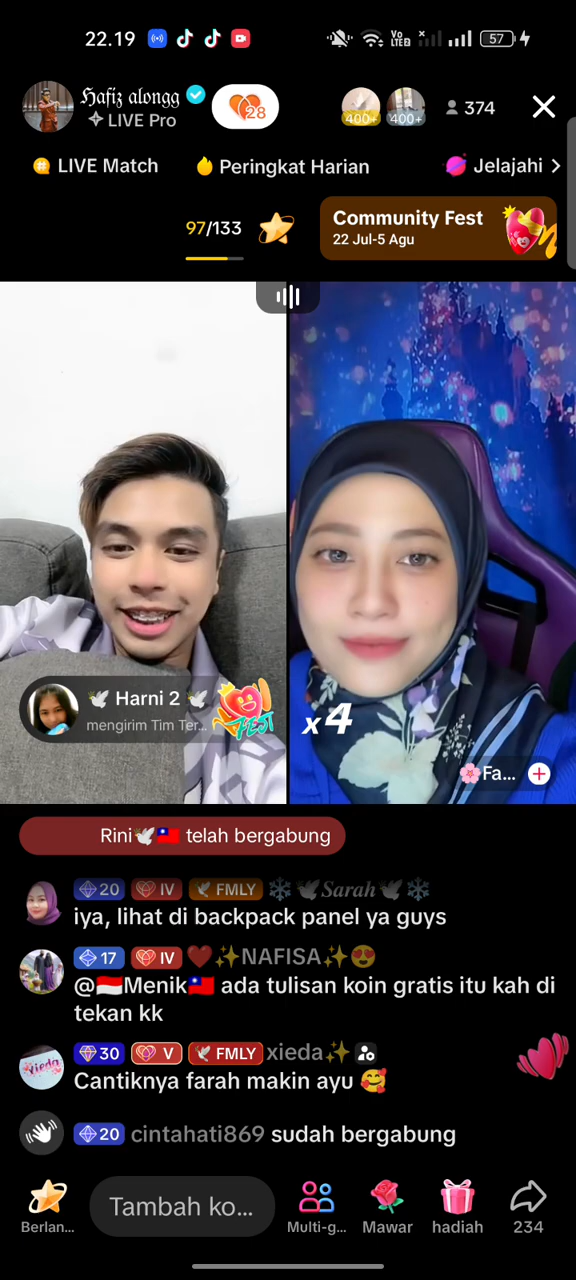 22.19
Vo LTE2
57
Hafiz alongg
LIVE Pro
28
400+
400+
374
LIVE Match
Peringkat Harian
Jelajahi
97/133
Community Fest
22 Jul-5 Agu
🕊️ Harni 2 🕊️
mengirim Tim Ter...
FEST
x4
🌸Fa...
Rini🕊️🇹🇼 telah bergabung
20 IV FMLY ❄️🕊️Sarah🕊️❄️
iya, lihat di backpack panel ya guys
17 IV ❤️✨NAFISA✨😍
@🇮🇩Menik🇹🇼 ada tulisan koin gratis itu kah di
tekan kk
30 V FMLY xieda✨
Cantiknya farah makin ayu 🥰
Xieda
20 cintahati869 sudah bergabung
Tambah ko...
Berlan...
Multi-g...
Mawar
hadiah
234